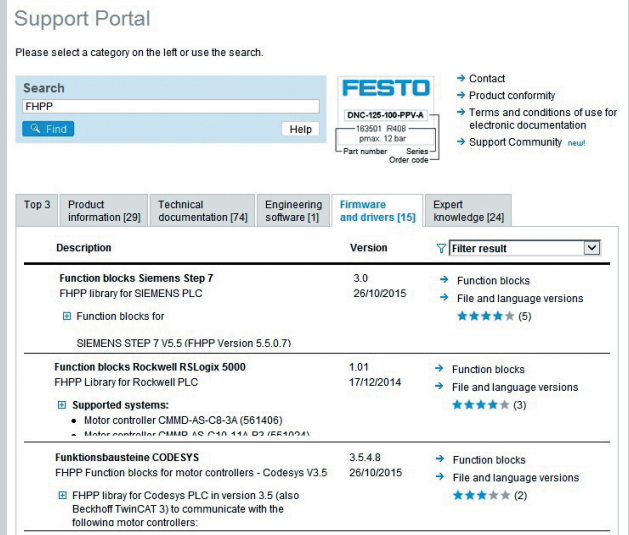 Support Portal
Please select a category on the left or use the search.
Search
FHPP
Find
Help
FESTO
DNC-125-100-PPV-A
163501 R408
pmax. 12 bar
Part number Series
Order code
Contact
Product conformity
Terms and conditions of use for
electronic documentation
Support Community new!
Top 3
Product
information [29]
Technical
documentation [74]
Engineering
software [1]
Firmware
and drivers [15]
Expert
knowledge [24]
Description Version Filter result
Function blocks Siemens Step 7 3.0 Function blocks
FHPP library for SIEMENS PLC 26/10/2015 File and language versions
(5)
Function blocks for
SIEMENS STEP 7 V5.5 (FHPP Version 5.5.0.7)
Function blocks Rockwell RSLogix 5000 1.01 Function blocks
FHPP Library for Rockwell PLC 17/12/2014 File and language versions
(3)
Supported systems:
Motor controller CMMD-AS-C8-3A (561406)
Motor controller CMMP-AS-C10-11A-P3 (561024)
Funktionsbausteine CODESYS 3.5.4.8 Function blocks
FHPP Function blocks for motor controllers - Codesys V3.5 26/10/2015 File and language versions
(2)
FHPP libray for Codesys PLC in version 3.5 (also
Beckhoff TwinCAT 3) to communicate with the
following motor controllers: